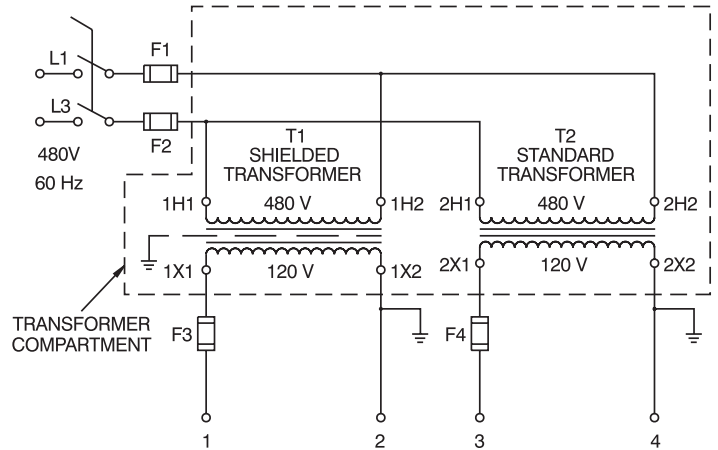 F1
L1
L3
F2
480V
60 Hz
T1
SHIELDED
TRANSFORMER
T2
STANDARD
TRANSFORMER
1H1
480 V
1H2
2H1
480 V
2H2
1X1
120 V
1X2
2X1
120 V
2X2
TRANSFORMER
COMPARTMENT
F3
F4
1
2
3
4